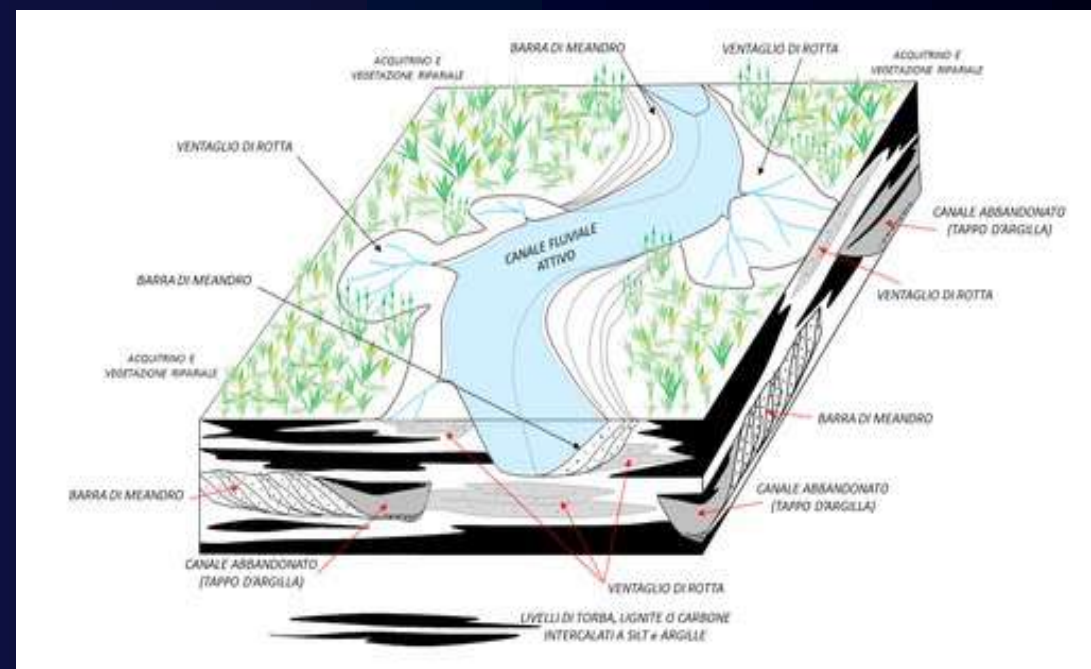 BARRA DI MEANDRO
VENTAGLIO DI ROTTA
ACQUITRINO E
VEGETAZIONE RIPARIALE
ACQUITRINO E
VEGETAZIONE RIPARIALE
VENTAGLIO DI ROTTA
CANALE ABBANDONATO
(TAPPO D'ARGILLA)
CANALE FLUVIALE
ATTIVO
BARRA DI MEANDRO
VENTAGLIO DI ROTTA
ACQUITRINO E
VEGETAZIONE RIPARIALE
BARRA DI MEANDRO
BARRA DI MEANDRO
CANALE ABBANDONATO
(TAPPO D'ARGILLA)
CANALE ABBANDONATO
(TAPPO D'ARGILLA)
VENTAGLIO DI ROTTA
LIVELLI DI TORBA, LIGNITE O CARBONE
INTERCALATI A SILT e ARGILLE